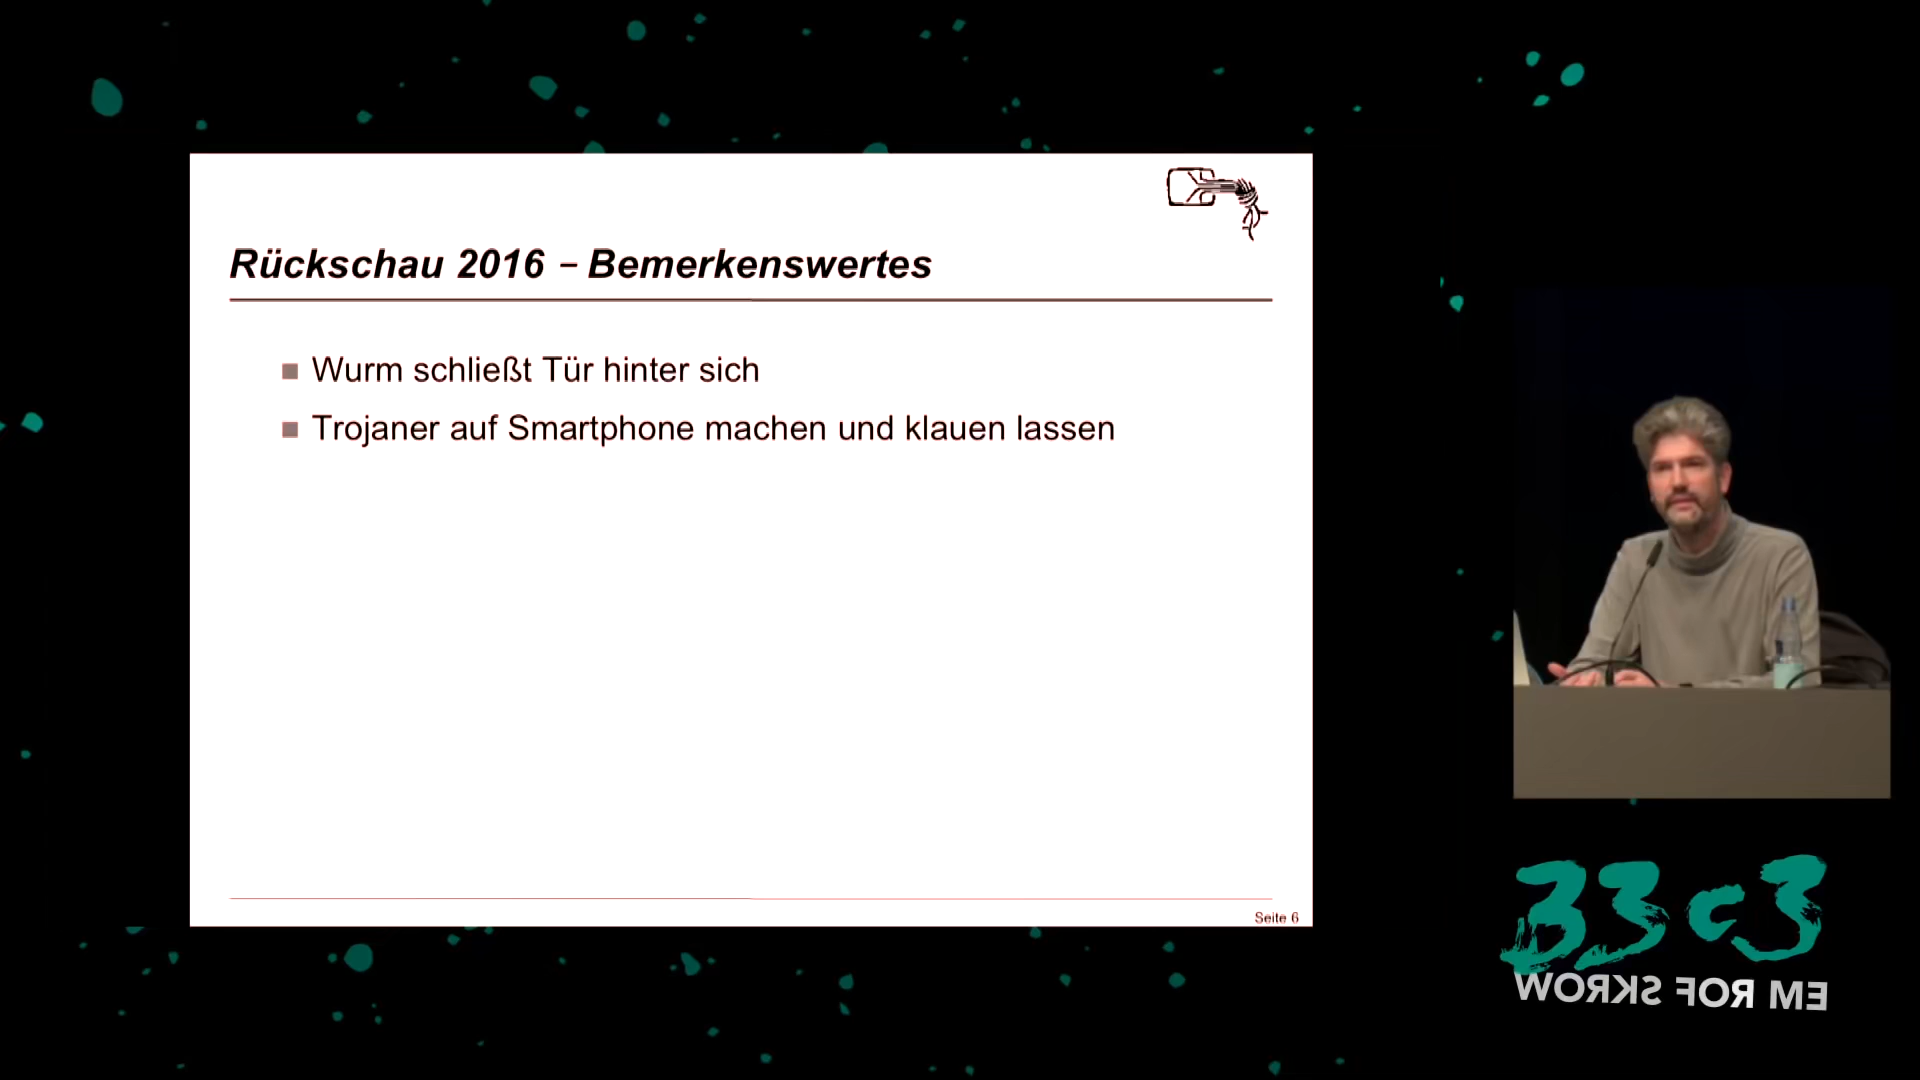 Rückschau 2016 – Bemerkenswertes
Wurm schließt Tür hinter sich
Trojaner auf Smartphone machen und klauen lassen
Seite 6
33c3
WORKS FOR ME